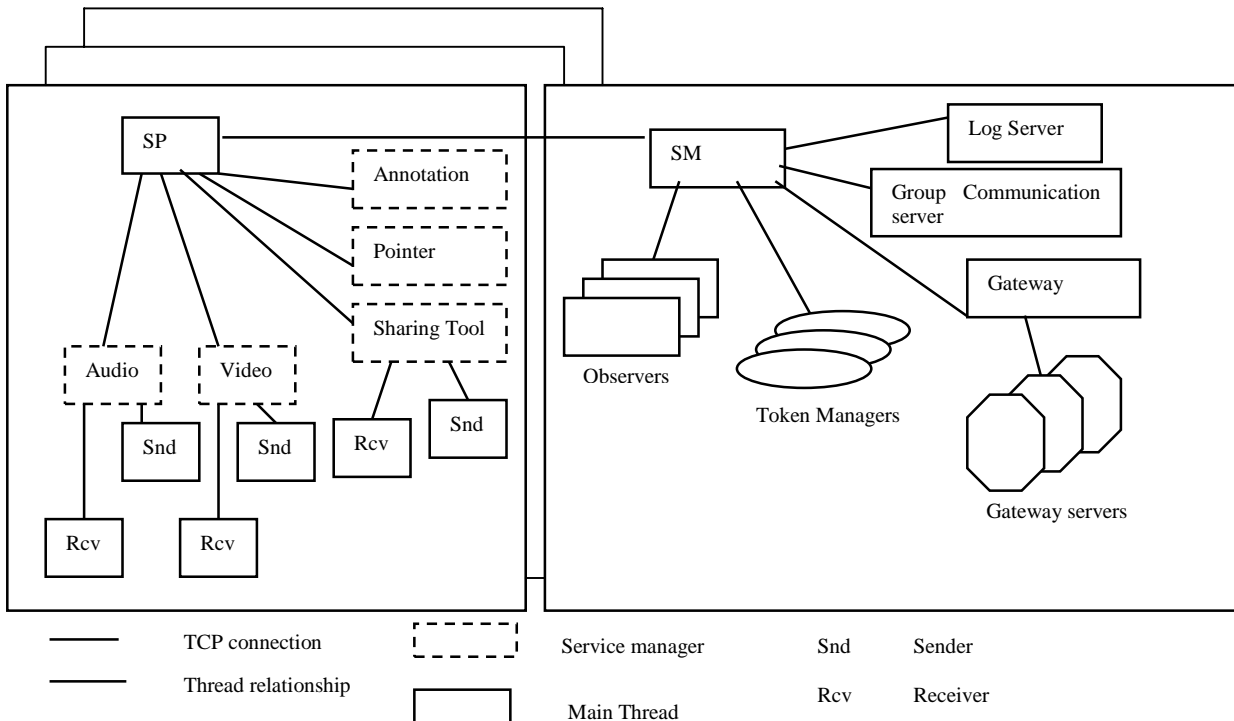 SP
Annotation
Pointer
Sharing Tool
Audio
Video
Snd
Snd
Rcv
Snd
Rcv
Rcv
SM
Log Server
Group Communication
server
Gateway
Observers
Token Managers
Gateway servers
TCP connection
Service manager
Snd Sender
Thread relationship
Main Thread
Rcv Receiver